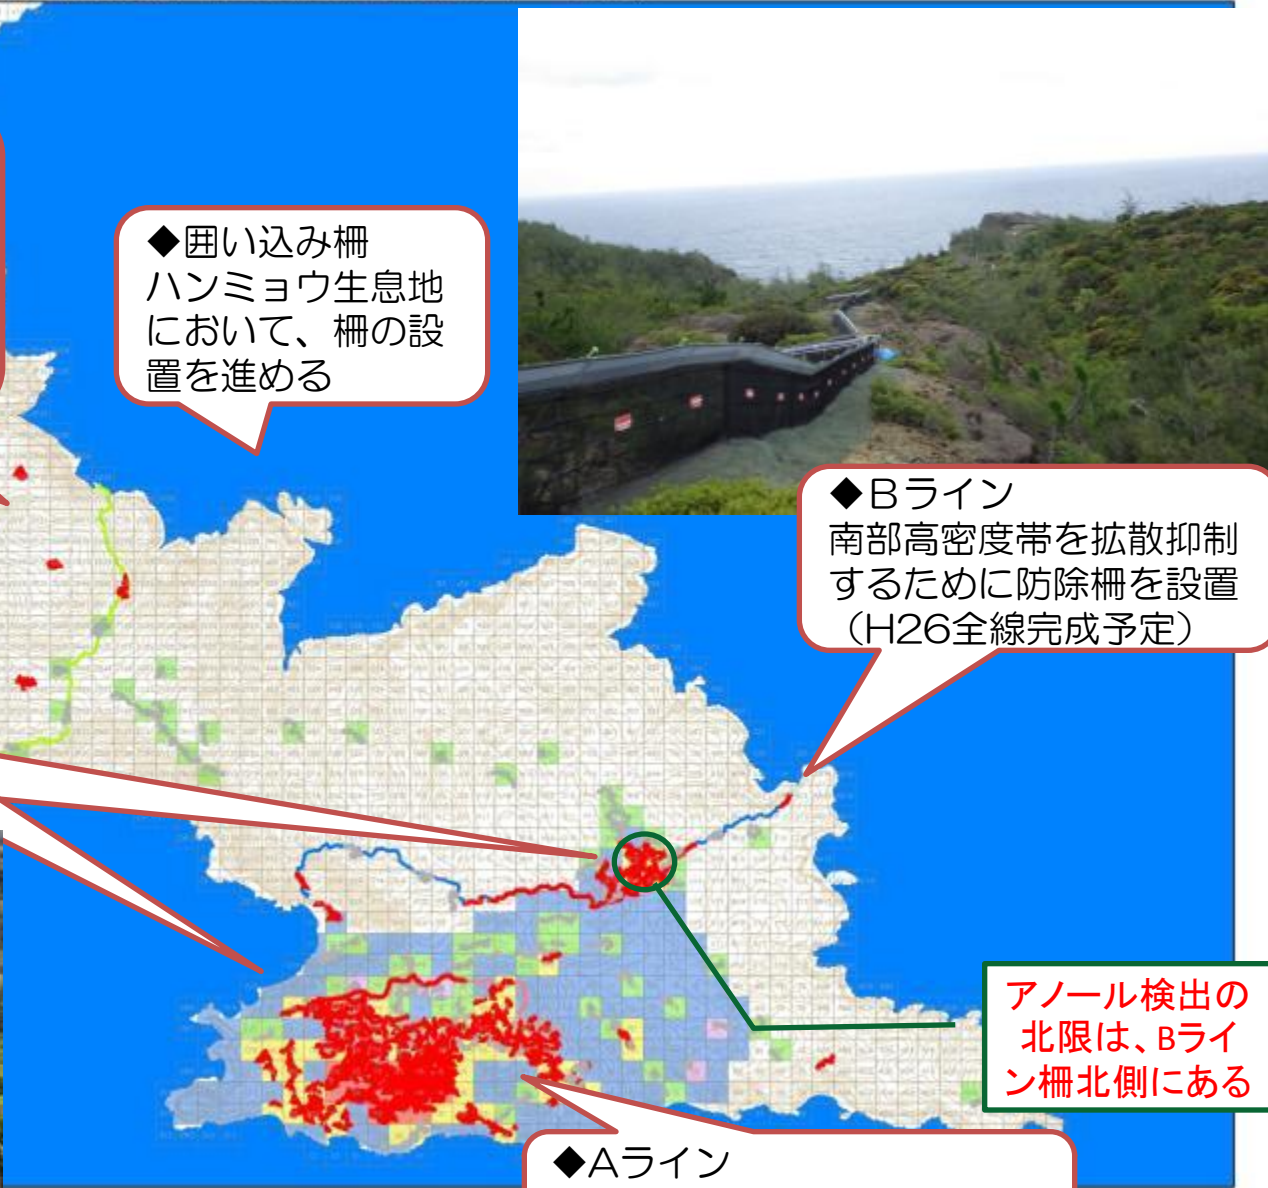 ◆囲い込み柵
ハンミョウ生息地
において、柵の設
置を進める
◆Bライン
南部高密度帯を拡散抑制
するために防除柵を設置
（H26全線完成予定）
アノール検出の
北限は、Bライ
ン柵北側にある
◆Aライン